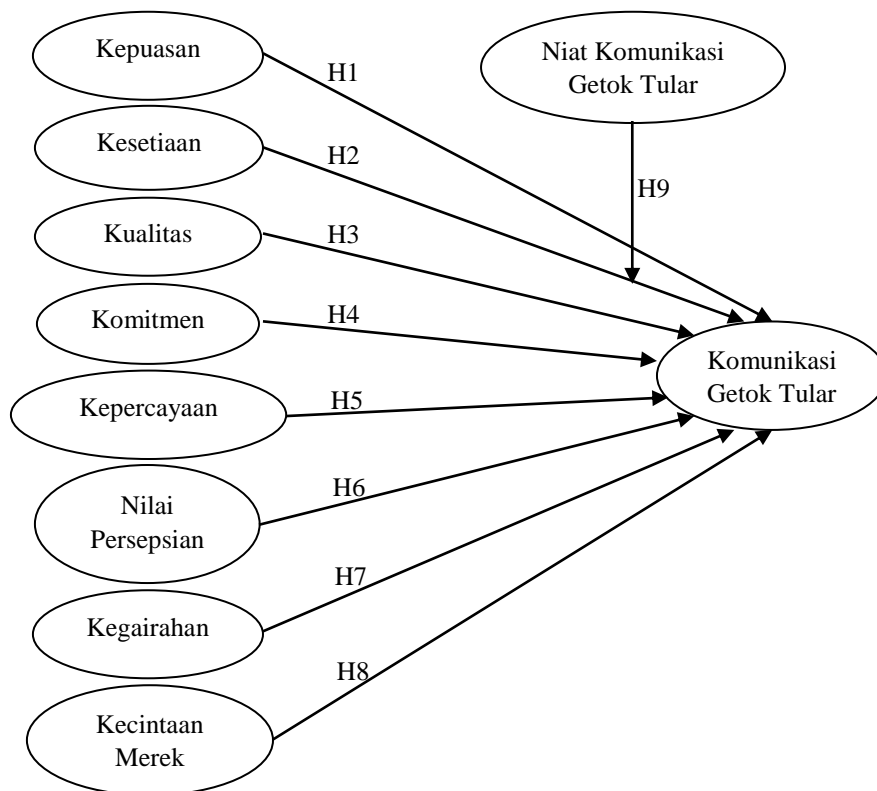 Kepuasan
H1
Niat Komunikasi
Getok Tular
Kesetiaan
H2
H9
Kualitas
H3
Komitmen
H4
Komunikasi
Getok Tular
Kepercayaan
H5
Nilai
Persepsian
H6
Kegairahan
H7
Kecintaan
Merek
H8